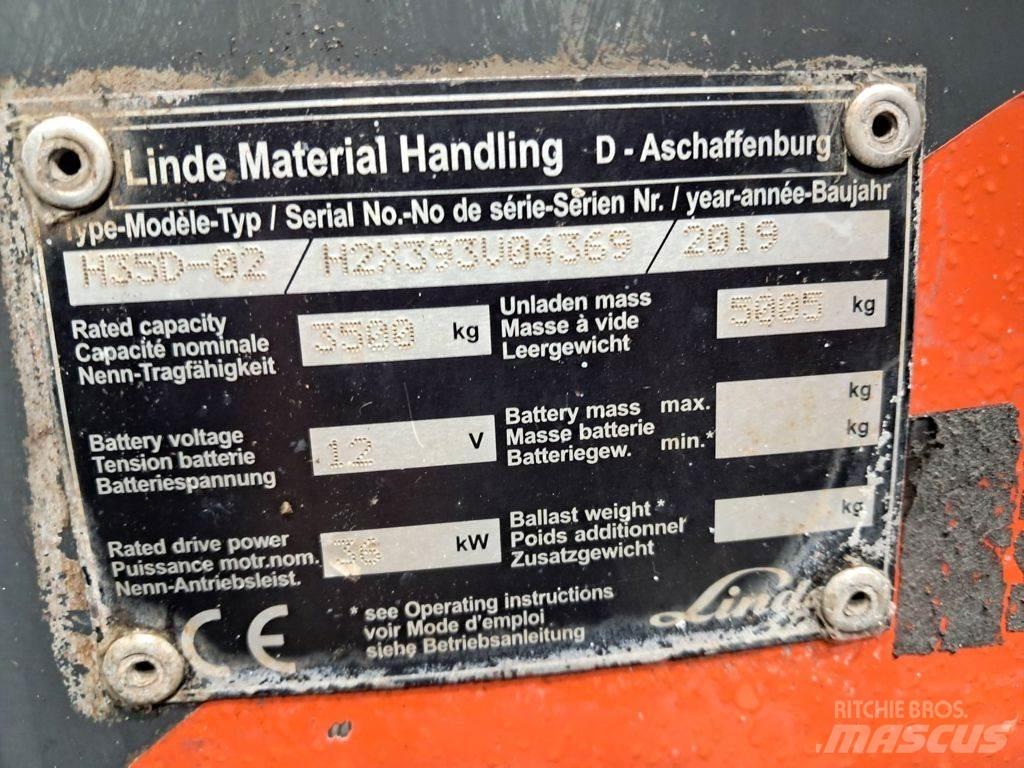 Linde Material Handling D - Aschaffenburg
Type-Modèle-Typ / Serial No.-No de série-Serien Nr. / year-année-Baujahr
H35D-02 / H2X393V04369 / 2019
Rated capacity
Capacité nominale
Nenn-Tragfähigkeit
3500 kg
Unladen mass
Masse à vide
Leergewicht
5005 kg
Battery voltage
Tension batterie
Batteriespannung
12 V
Battery mass max. kg
Masse batterie
Batteriegew. min.* kg
Rated drive power
Puissance motr.nom.
Nenn-Antriebsleist.
36 kW
Ballast weight *
Poids additionnel
Zusatzgewicht
kg
CE
* see Operating instructions
voir Mode d'emploi
siehe Betriebsanleitung
Linde
RITCHIE BROS.
MASCUS